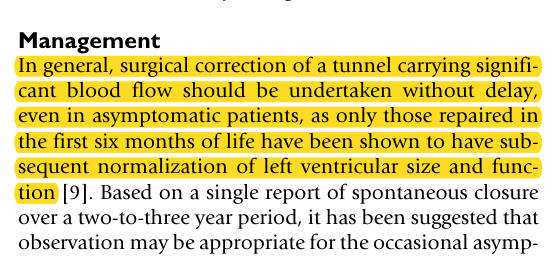 Management
In general, surgical correction of a tunnel carrying signifi-
cant blood flow should be undertaken without delay,
even in asymptomatic patients, as only those repaired in
the first six months of life have been shown to have sub-
sequent normalization of left ventricular size and func-
tion [9]. Based on a single report of spontaneous closure
over a two-to-three year period, it has been suggested that
observation may be appropriate for the occasional asymp-